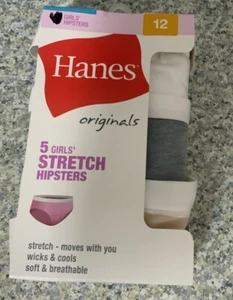 GIRLS'
HIPSTERS
12
Hanes
originals
5 GIRLS'
STRETCH
HIPSTERS
stretch - moves with you
wicks & cools
soft & breathable